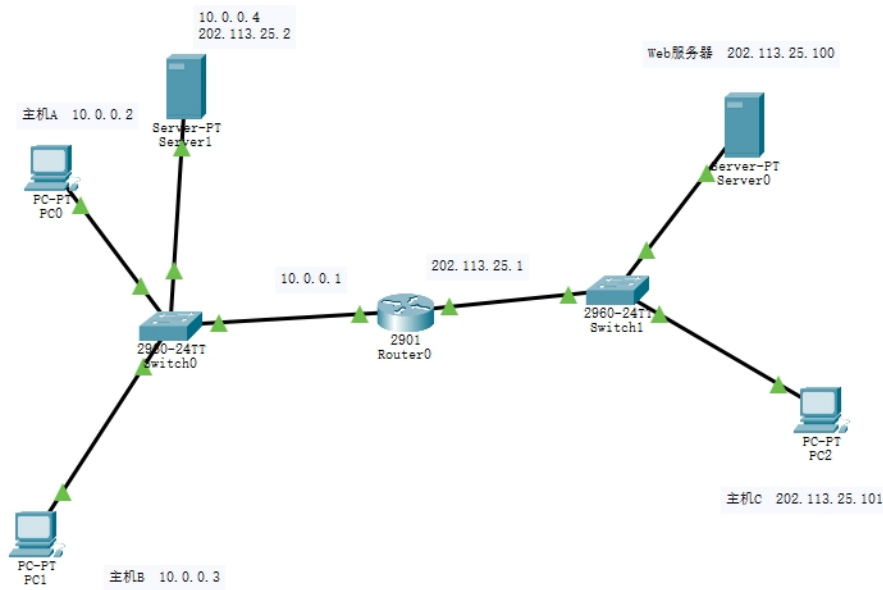 10.0.0.4
202.113.25.2
Web服务器 202.113.25.100
主机A 10.0.0.2
Server-PT
Server1
Server-PT
Server0
PC-PT
PC0
10.0.0.1
202.113.25.1
2960-24TT
Switch0
2901
Router0
2960-24TT
Switch1
PC-PT
PC2
主机C 202.113.25.101
PC-PT
PC1
主机B 10.0.0.3